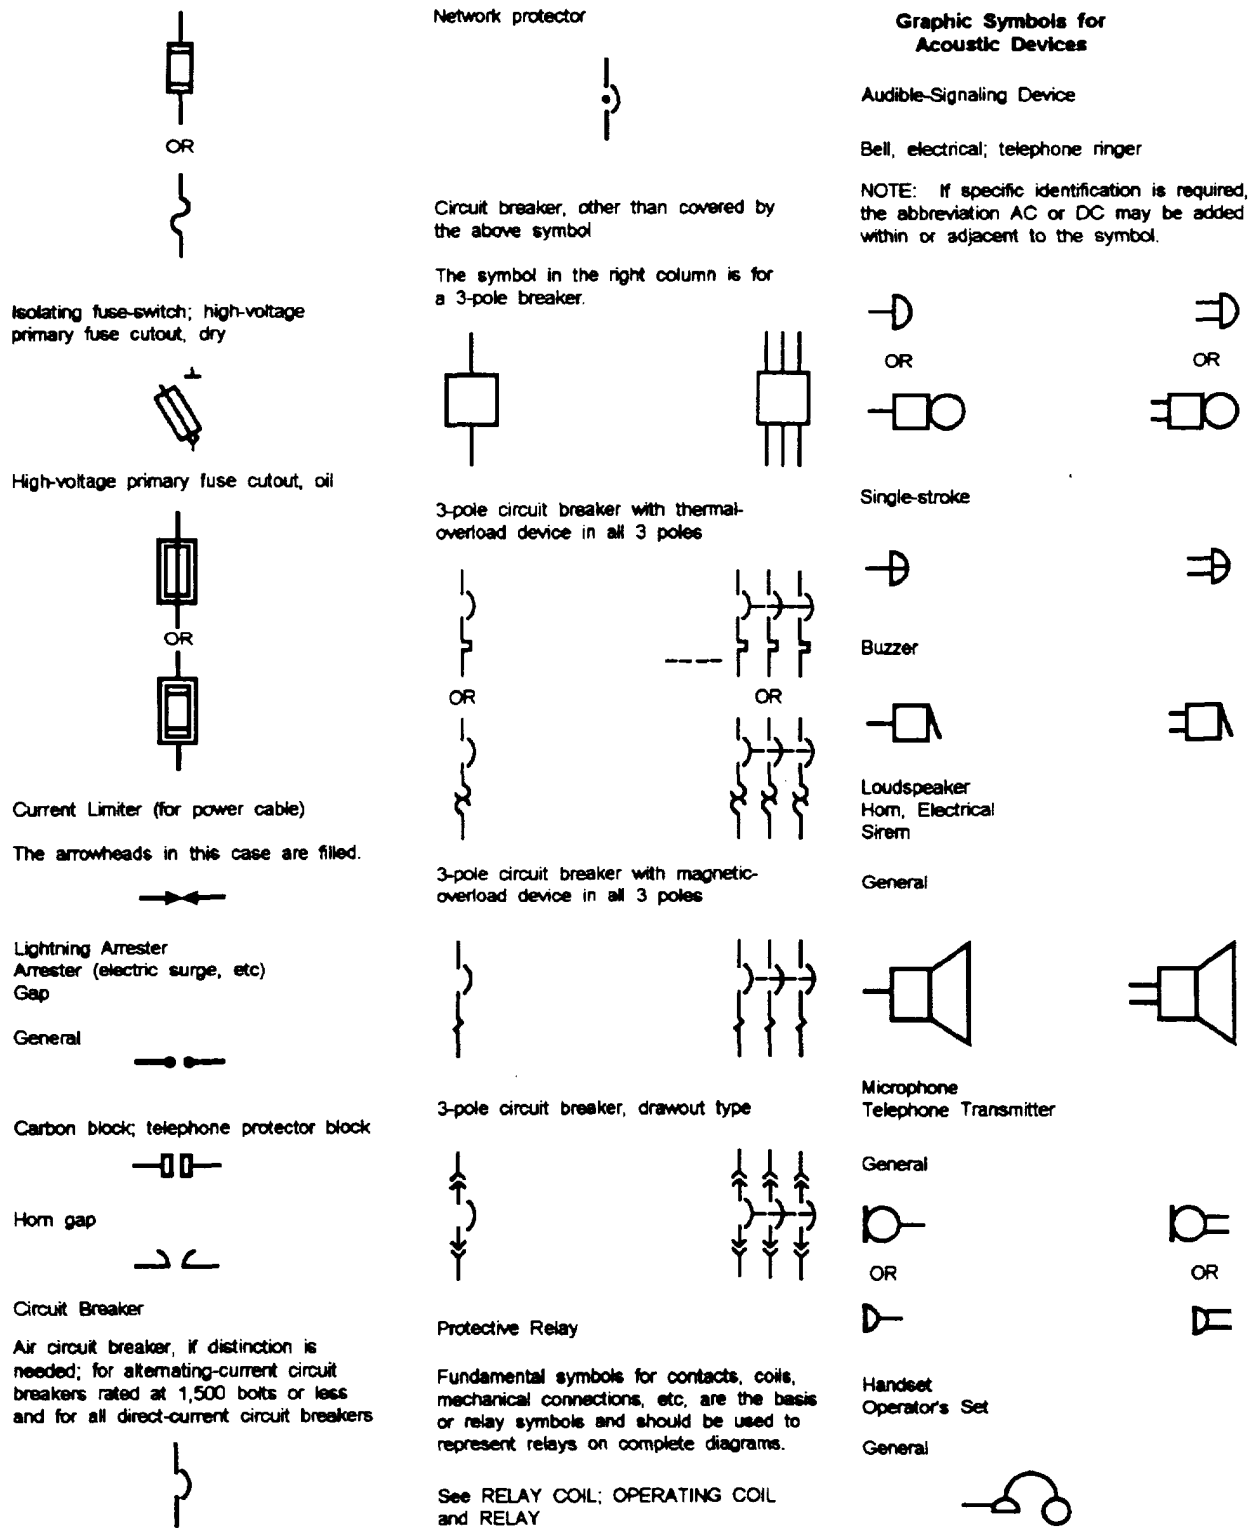 OR
Isolating fuse-switch; high-voltage
primary fuse cutout, dry
High-voltage primary fuse cutout, oil
OR
Current Limiter (for power cable)
The arrowheads in this case are filled.
Lightning Arrester
Arrester (electric surge, etc)
Gap
General
Carbon block; telephone protector block
Horn gap
Circuit Breaker
Air circuit breaker, if distinction is
needed; for alternating-current circuit
breakers rated at 1,500 bolts or less
and for all direct-current circuit breakers
Network protector
Circuit breaker, other than covered by
the above symbol
The symbol in the right column is for
a 3-pole breaker.
3-pole circuit breaker with thermal-
overload device in all 3 poles
OR OR
3-pole circuit breaker with magnetic-
overload device in all 3 poles
3-pole circuit breaker, drawout type
Protective Relay
Fundamental symbols for contacts, coils,
mechanical connections, etc, are the basis
or relay symbols and should be used to
represent relays on complete diagrams.
See RELAY COIL; OPERATING COIL
and RELAY
Graphic Symbols for
Acoustic Devices
Audible-Signaling Device
Bell, electrical; telephone ringer
NOTE: If specific identification is required,
the abbreviation AC or DC may be added
within or adjacent to the symbol.
OR OR
Single-stroke
Buzzer
Loudspeaker
Horn, Electrical
Sirem
General
Microphone
Telephone Transmitter
General
OR OR
Handset
Operator's Set
General